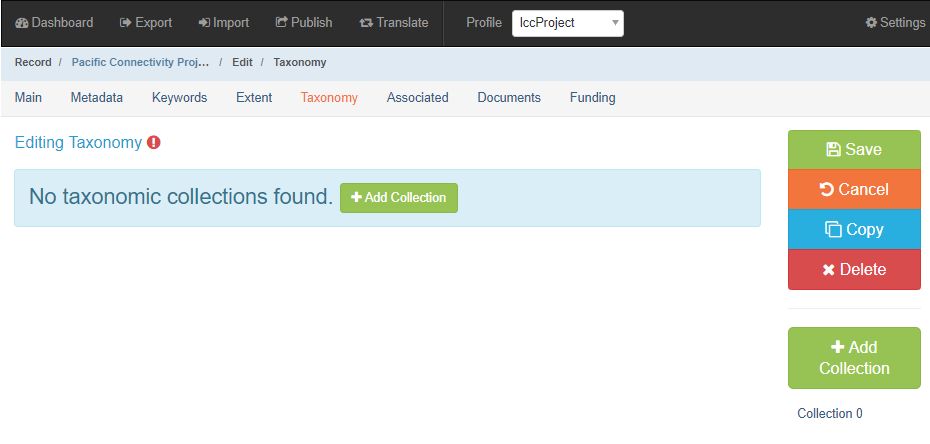 Dashboard Export Import Publish Translate Profile lccProject Settings
Record / Pacific Connectivity Proj... / Edit / Taxonomy
Main Metadata Keywords Extent Taxonomy Associated Documents Funding
Editing Taxonomy
No taxonomic collections found. Add Collection
Save
Cancel
Copy
Delete
Add
Collection
Collection 0